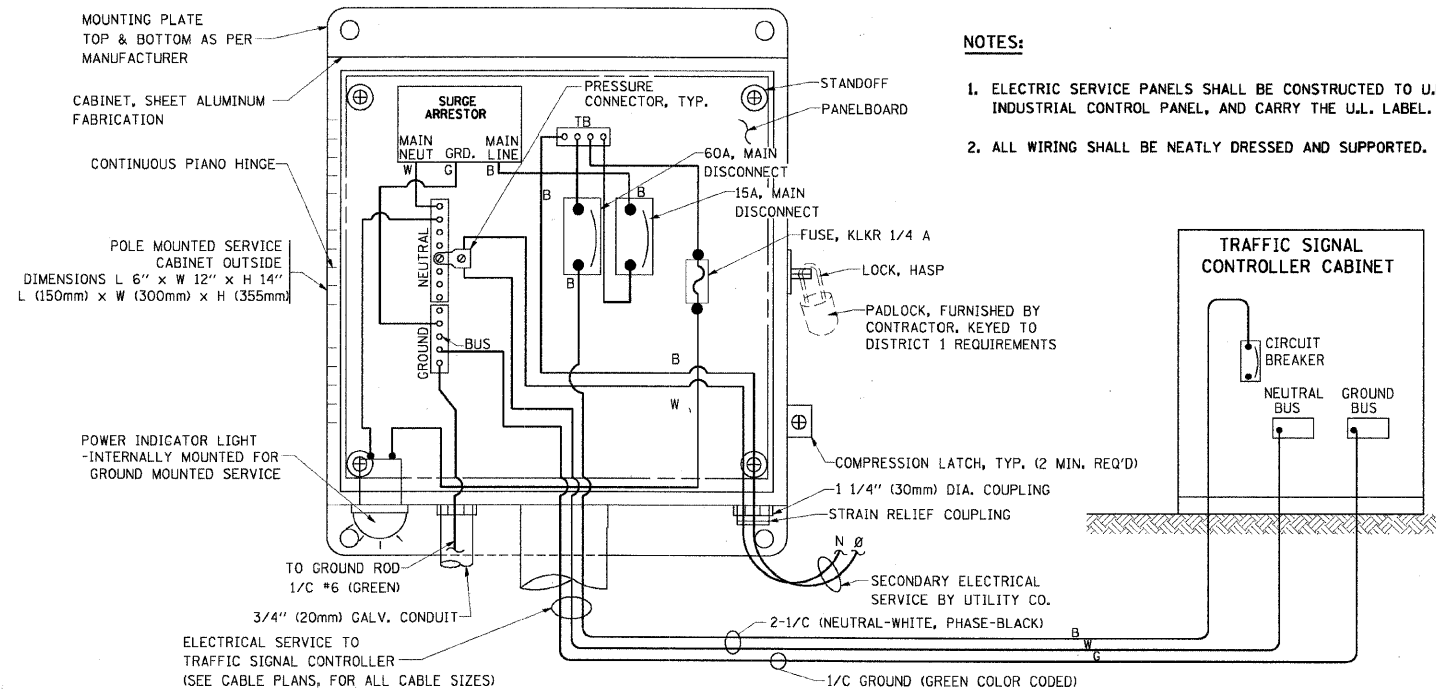 MOUNTING PLATE
TOP & BOTTOM AS PER
MANUFACTURER
CABINET, SHEET ALUMINUM
FABRICATION
CONTINUOUS PIANO HINGE
POLE MOUNTED SERVICE
CABINET OUTSIDE
DIMENSIONS L 6" x W 12" x H 14"
L (150mm) x W (300mm) x H (355mm)
POWER INDICATOR LIGHT
-INTERNALLY MOUNTED FOR
GROUND MOUNTED SERVICE
TO GROUND ROD
1/C #6 (GREEN)
3/4" (20mm) GALV. CONDUIT
ELECTRICAL SERVICE TO
TRAFFIC SIGNAL CONTROLLER
(SEE CABLE PLANS, FOR ALL CABLE SIZES)
SURGE
ARRESTOR
MAIN
NEUT
GRD.
MAIN
LINE
W
G
B
PRESSURE
CONNECTOR, TYP.
TB
NEUTRAL
GROUND
BUS
B
B
B
B
W
STANDOFF
PANELBOARD
60A, MAIN
DISCONNECT
15A, MAIN
DISCONNECT
FUSE, KLKR 1/4 A
LOCK, HASP
PADLOCK, FURNISHED BY
CONTRACTOR, KEYED TO
DISTRICT 1 REQUIREMENTS
COMPRESSION LATCH, TYP. (2 MIN. REQ'D)
1 1/4" (30mm) DIA. COUPLING
STRAIN RELIEF COUPLING
N Ø
SECONDARY ELECTRICAL
SERVICE BY UTILITY CO.
2-1/C (NEUTRAL-WHITE, PHASE-BLACK)
B
W
G
1/C GROUND (GREEN COLOR CODED)
NOTES:
1. ELECTRIC SERVICE PANELS SHALL BE CONSTRUCTED TO U.
INDUSTRIAL CONTROL PANEL, AND CARRY THE U.L. LABEL.
2. ALL WIRING SHALL BE NEATLY DRESSED AND SUPPORTED.
TRAFFIC SIGNAL
CONTROLLER CABINET
CIRCUIT
BREAKER
NEUTRAL
BUS
GROUND
BUS